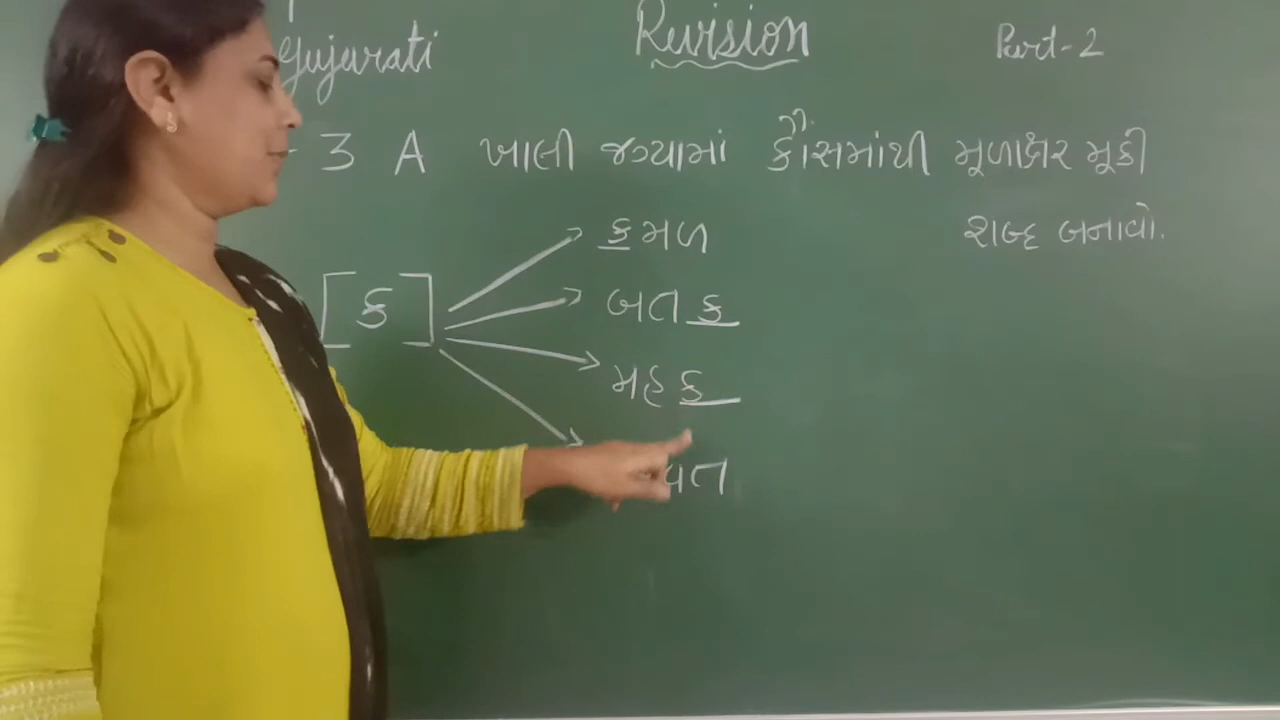 Gujarati Revision Part-2
3 A ખાલી જગ્યામાં કૌંસમાંથી મૂળાક્ષર મૂકી
શબ્દ બનાવો.
[ક]
કમળ
બતક
મહક
વત